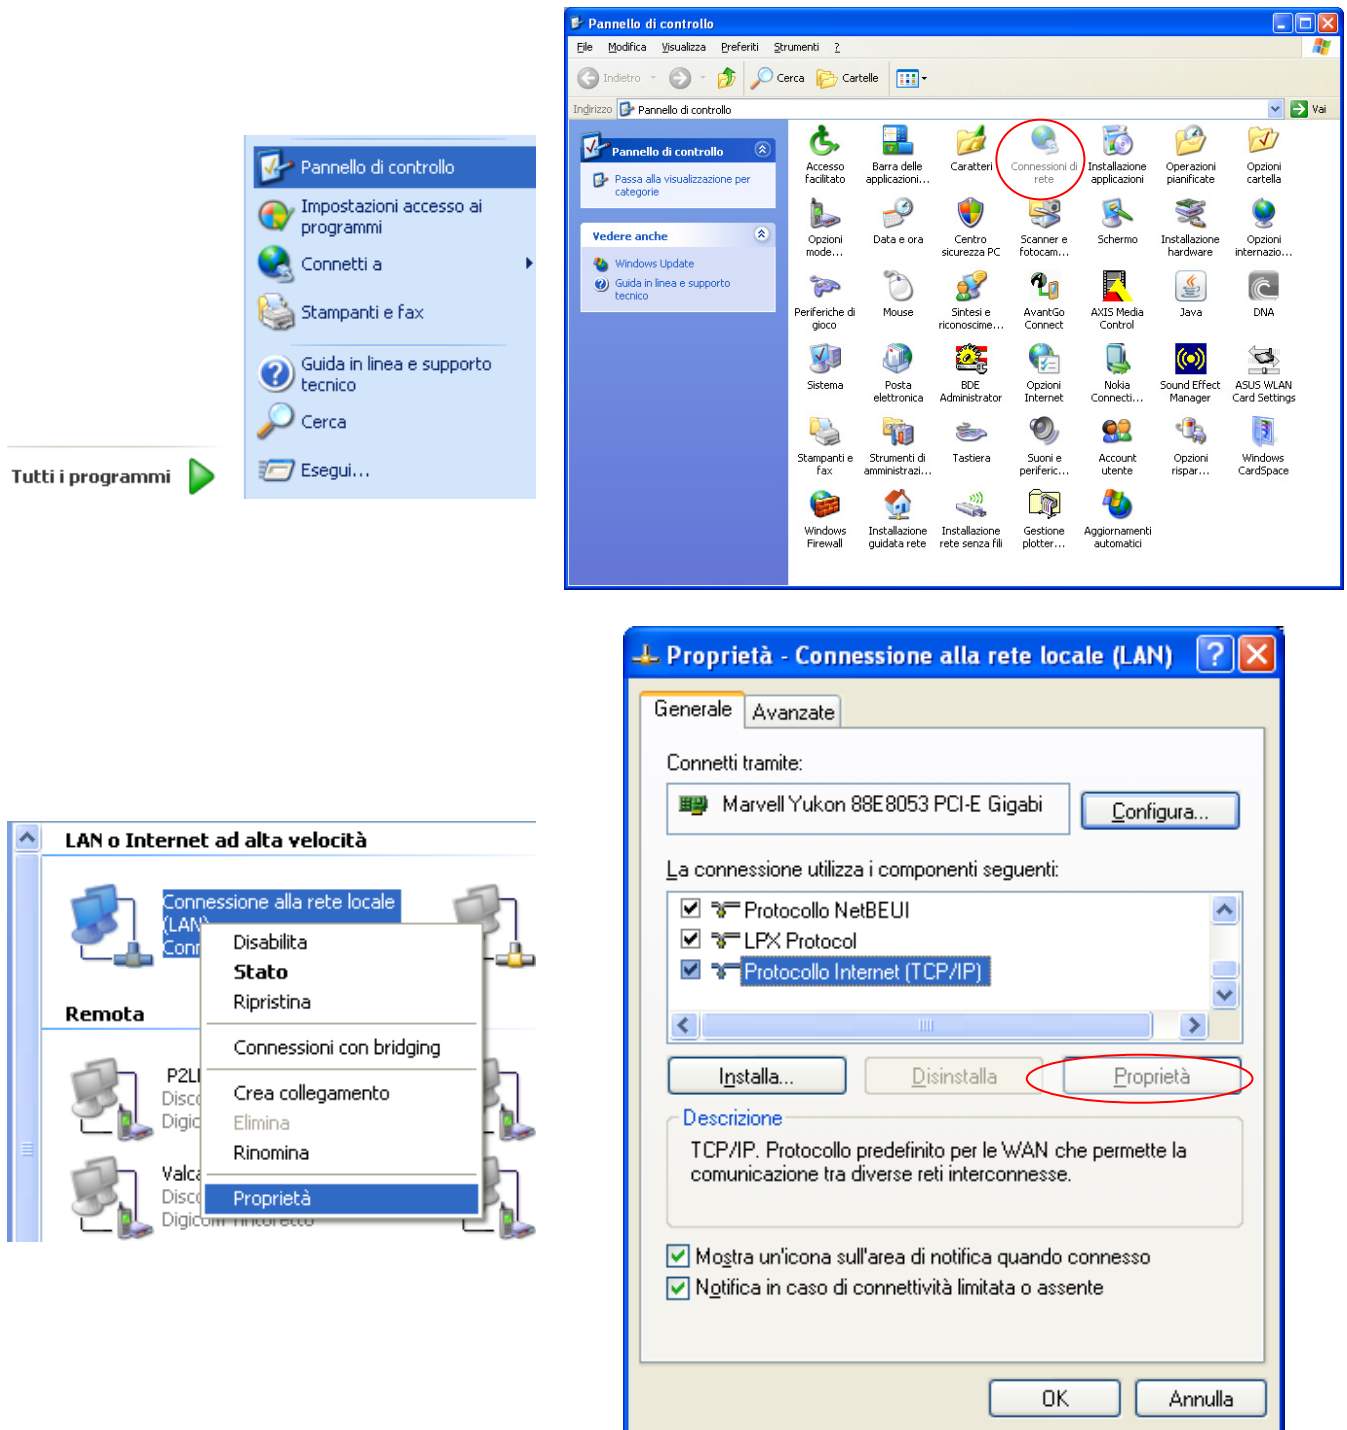 Pannello di controllo
Impostazioni accesso ai
programmi
Connetti a
Stampanti e fax
Guida in linea e supporto
tecnico
Cerca
Esegui...
Tutti i programmi
Pannello di controllo
File Modifica Visualizza Preferiti Strumenti ?
Indietro Cerca Cartelle
Indirizzo Pannello di controllo Vai
Pannello di controllo
Passa alla visualizzazione per
categorie
Vedere anche
Windows Update
Guida in linea e supporto
tecnico
Accesso
facilitato
Barra delle
applicazioni...
Caratteri
Connessioni di
rete
Installazione
applicazioni
Operazioni
pianificate
Opzioni
cartella
Opzioni
mode...
Data e ora
Centro
sicurezza PC
Scanner e
fotocam...
Schermo
Installazione
hardware
Opzioni
internazio...
Periferiche di
gioco
Mouse
Sintesi e
riconoscime...
AvantGo
Connect
AXIS Media
Control
Java
DNA
Sistema
Posta
elettronica
BDE
Administrator
Opzioni
Internet
Nokia
Connecti...
Sound Effect
Manager
ASUS WLAN
Card Settings
Stampanti e
fax
Strumenti di
amministrazi...
Tastiera
Suoni e
periferic...
Account
utente
Opzioni
rispar...
Windows
CardSpace
Windows
Firewall
Installazione
guidata rete
Installazione
rete senza fili
Gestione
plotter...
Aggiornamenti
automatici
LAN o Internet ad alta velocità
Connessione alla rete locale
(LAN)
Conn
Disabilita
Stato
Ripristina
Connessioni con bridging
Crea collegamento
Elimina
Rinomina
Proprietà
Remota
P2LI
Disco
Digic
Valca
Disco
Digicom Tintoretto
Proprietà - Connessione alla rete locale (LAN)
Generale Avanzate
Connetti tramite:
Marvell Yukon 88E8053 PCI-E Gigabi
Configura...
La connessione utilizza i componenti seguenti:
Protocollo NetBEUI
LPX Protocol
Protocollo Internet (TCP/IP)
Installa... Disinstalla Proprietà
Descrizione
TCP/IP. Protocollo predefinito per le WAN che permette la
comunicazione tra diverse reti interconnesse.
Mostra un'icona sull'area di notifica quando connesso
Notifica in caso di connettività limitata o assente
OK Annulla